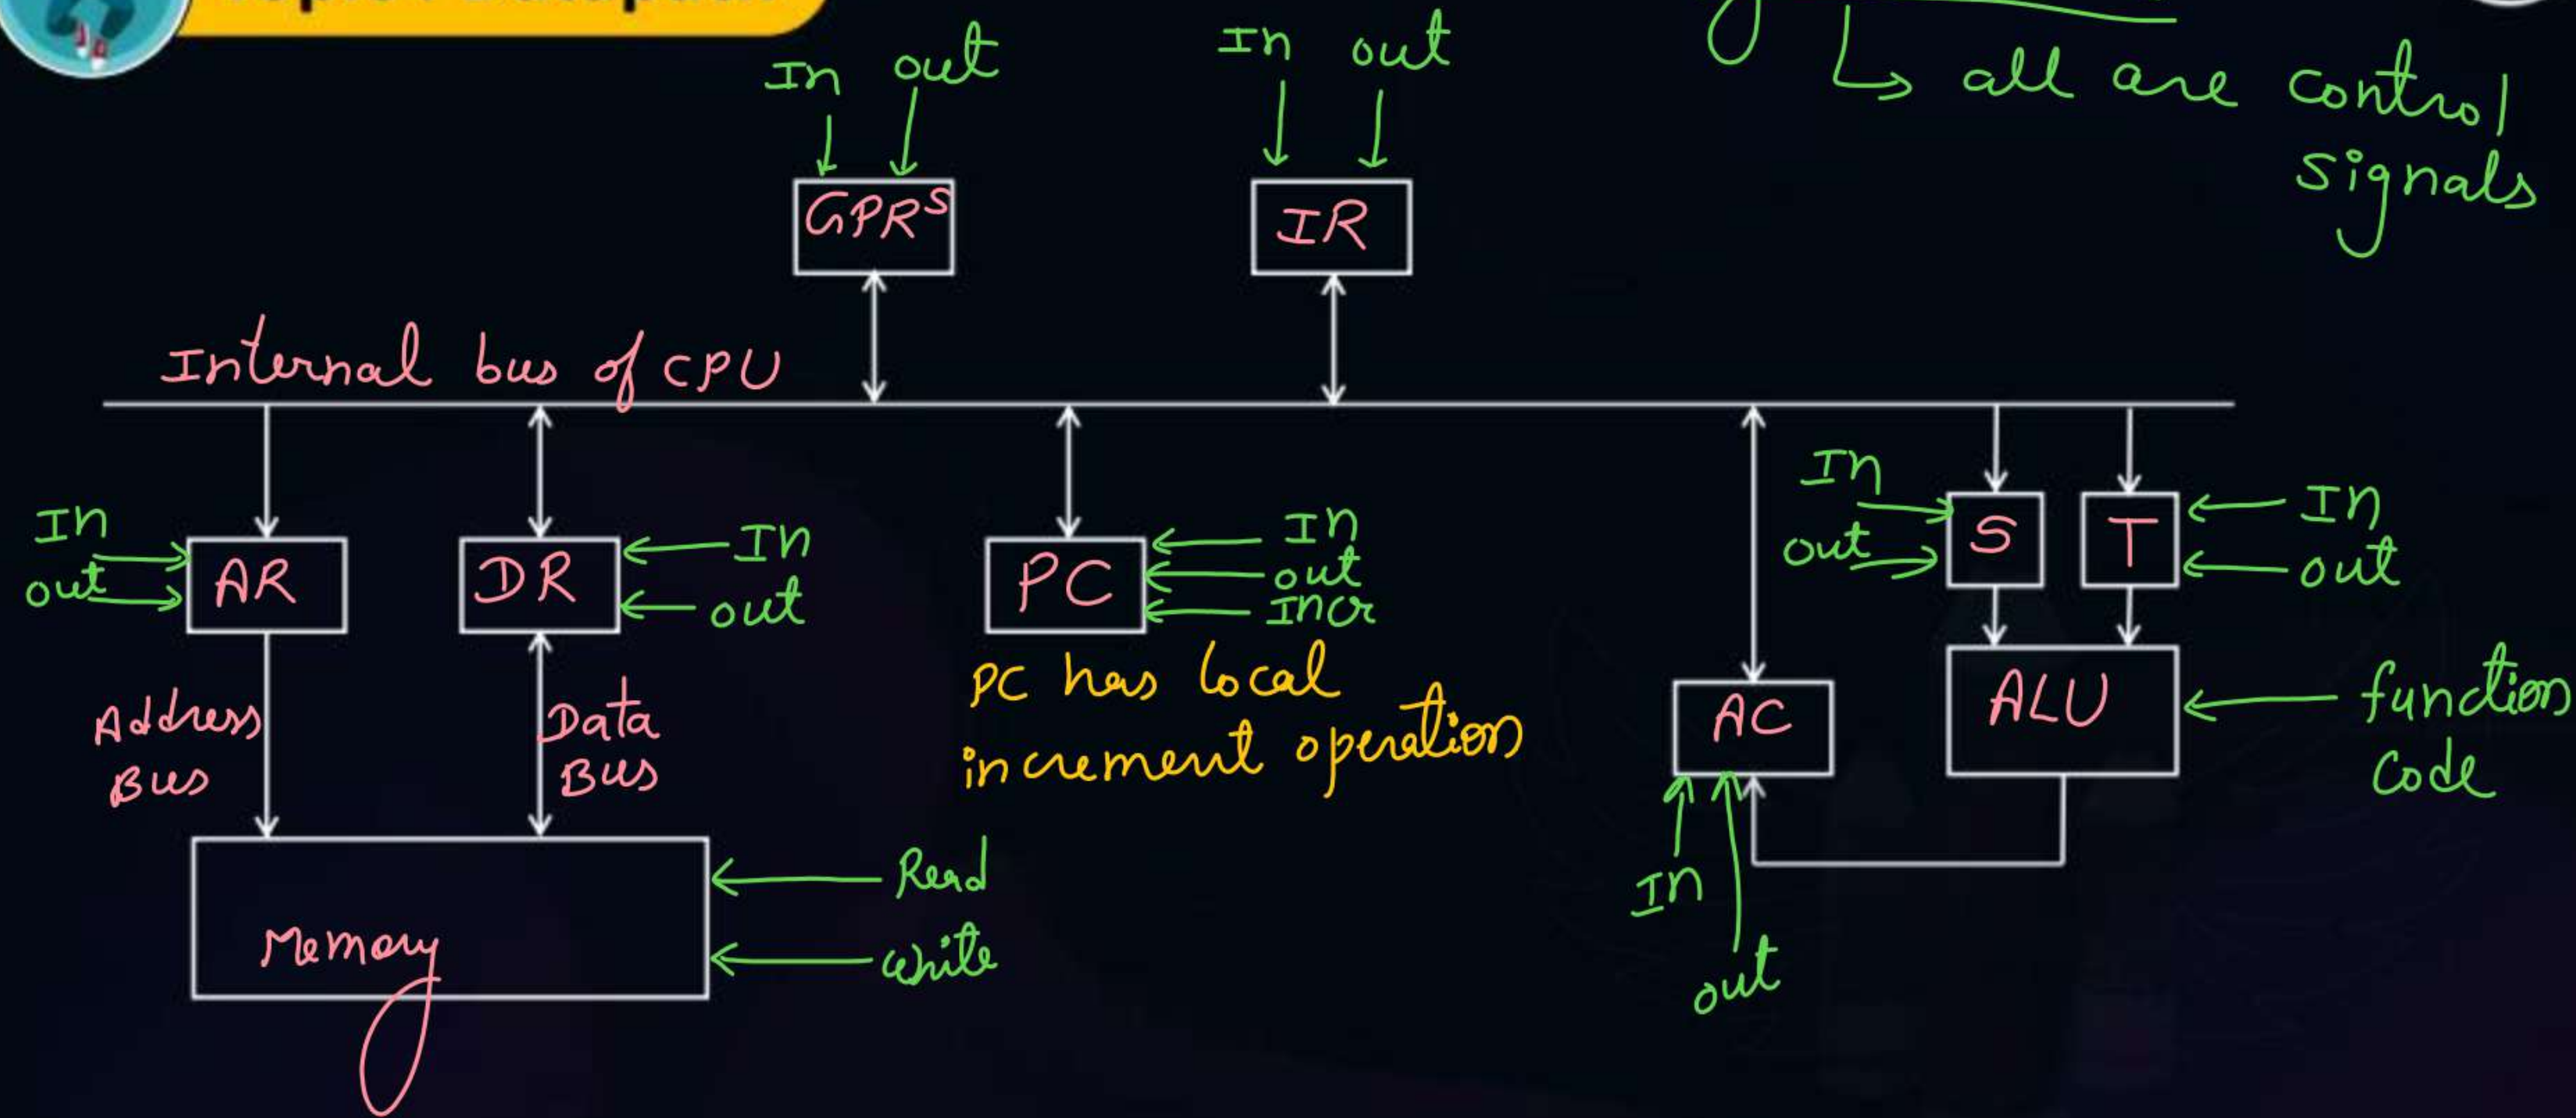 In out
In out
all are control
signals
GPRS
IR
Internal bus of CPU
In
out
AR
DR
In
out
PC
In
out
Incr
In
out
S
T
In
out
Address
Bus
Data
Bus
PC has local
increment operation
AC
ALU
function
code
In
out
Memory
Read
write